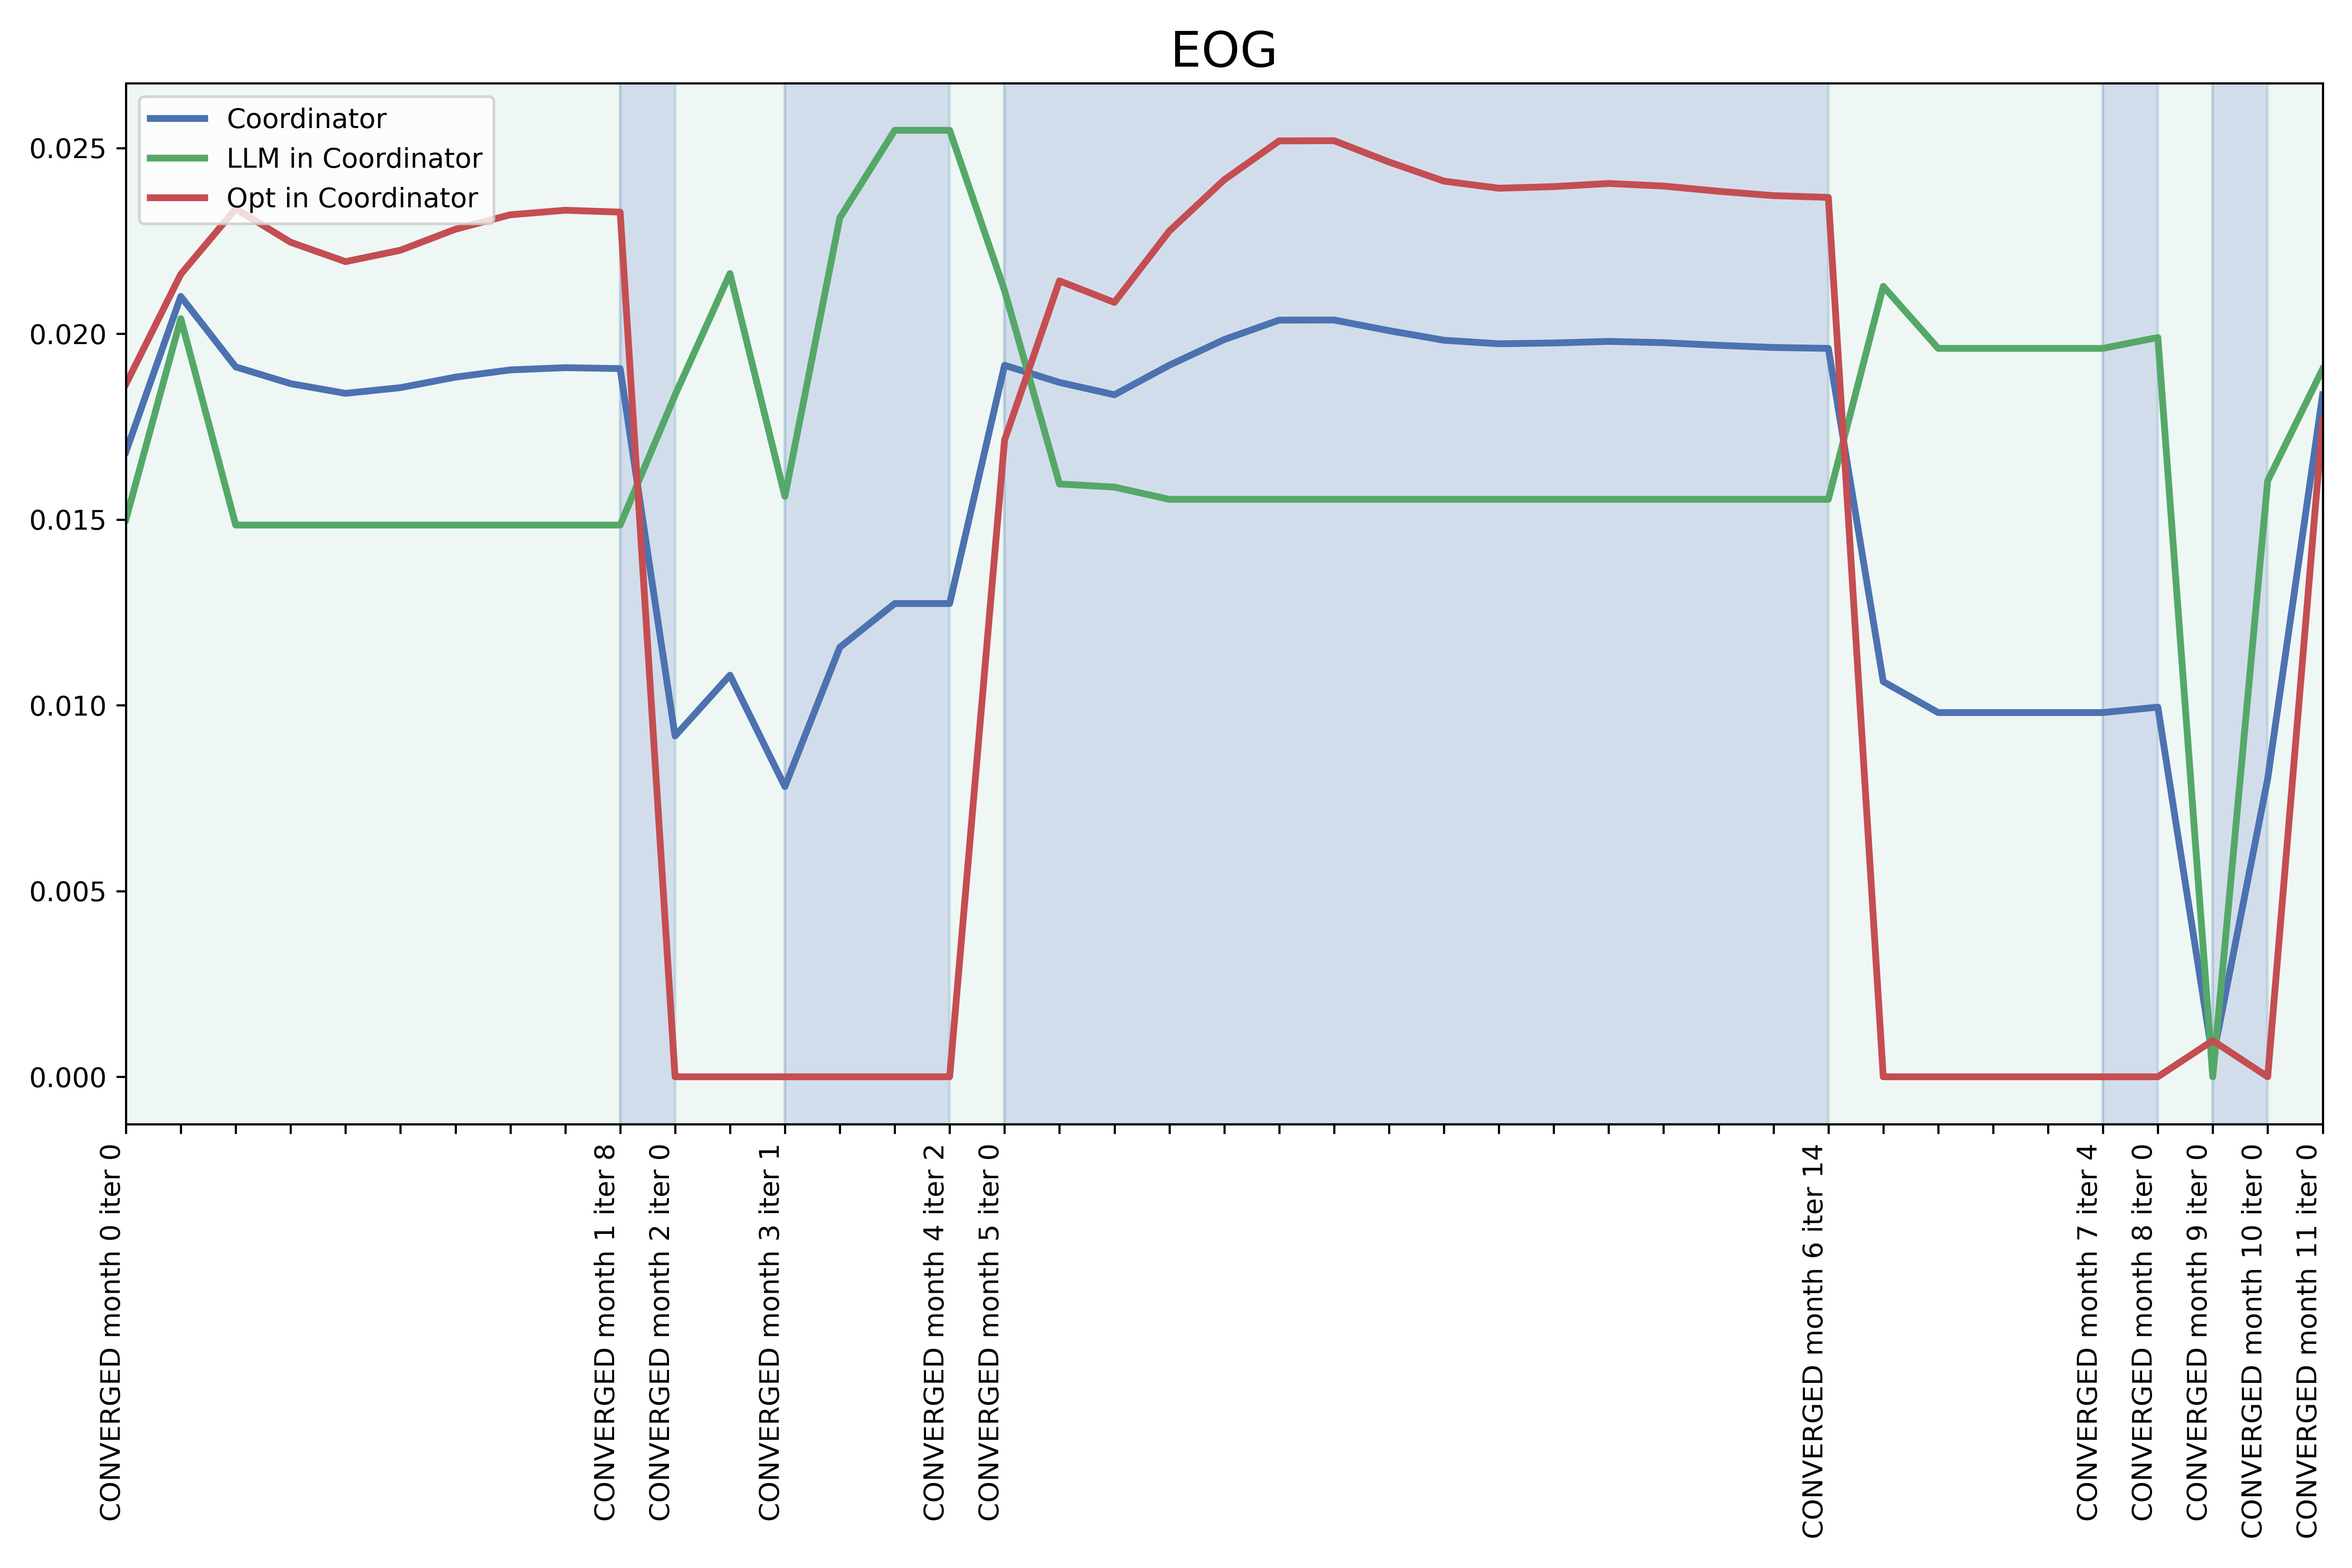 EOG
Coordinator
LLM in Coordinator
Opt in Coordinator
0.025
0.020
0.015
0.010
0.005
0.000
CONVERGED month 0 iter 0
CONVERGED month 1 iter 8
CONVERGED month 2 iter 0
CONVERGED month 3 iter 1
CONVERGED month 4 iter 2
CONVERGED month 5 iter 0
CONVERGED month 6 iter 14
CONVERGED month 7 iter 4
CONVERGED month 8 iter 0
CONVERGED month 9 iter 0
CONVERGED month 10 iter 0
CONVERGED month 11 iter 0